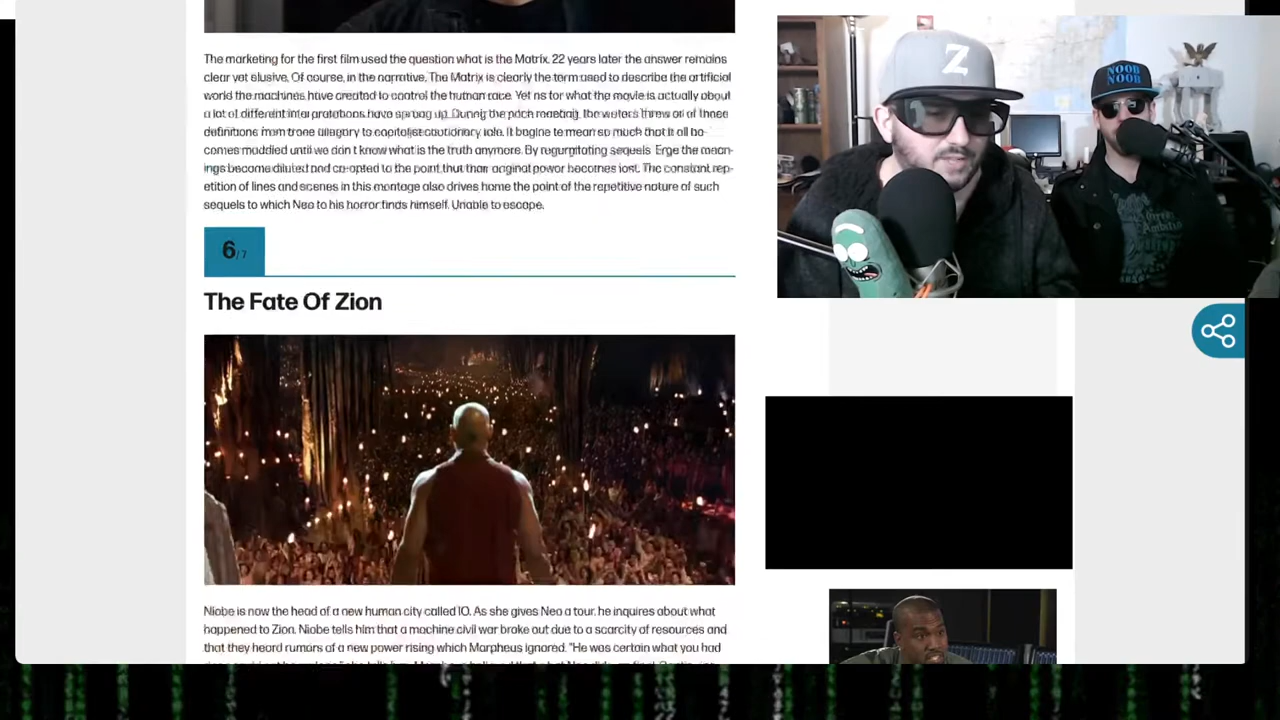 The marketing for the first film used the question what is the Matrix. 22 years later the answer remains
clear yet elusive. Of course, in the narrative, The Matrix is clearly the term used to describe the artificial
world the machines have created to control the human race. Yet as for what the movie is actually about
a lot of different interpretations have sprung up. During the pitch meeting, the writers throw out all these
definitions from trans allegory to capitalist cautionary tale. It begins to mean so much that it all be-
comes muddied until we don't know what is the truth anymore. By regurgitating sequels the mean-
ings become diluted and co-opted to the point that their original power becomes lost. The constant rep-
etition of lines and scenes in this montage also drives home the point of the repetitive nature of such
sequels to which Neo to his horror finds himself. Unable to escape.
6/7
The Fate Of Zion
Niobe is now the head of a new human city called IO. As she gives Neo a tour, he inquires about what
happened to Zion. Niobe tells him that a machine civil war broke out due to a scarcity of resources and
that they heard rumors of a new power rising which Morpheus ignored. "He was certain what you had
Z
NOOB
NOOB